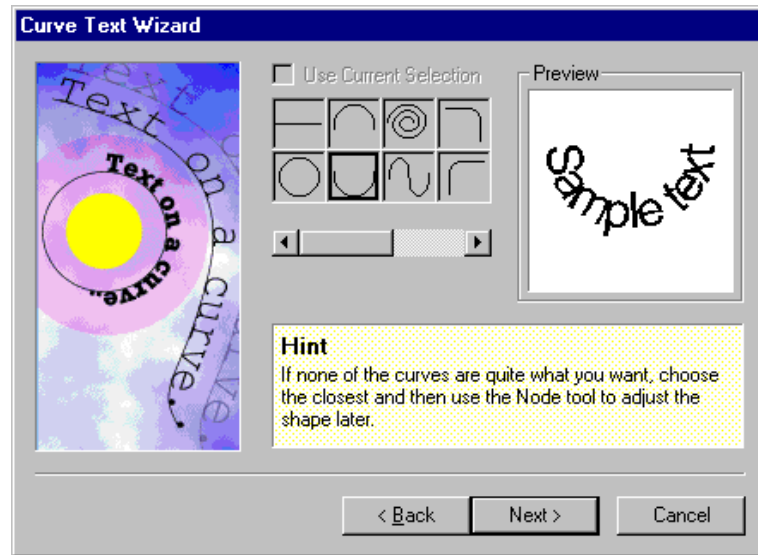 Curve Text Wizard
Text on a curve.
Text on a curve.
Use Current Selection
Preview
Sample text
Hint
If none of the curves are quite what you want, choose
the closest and then use the Node tool to adjust the
shape later.
< Back
Next >
Cancel